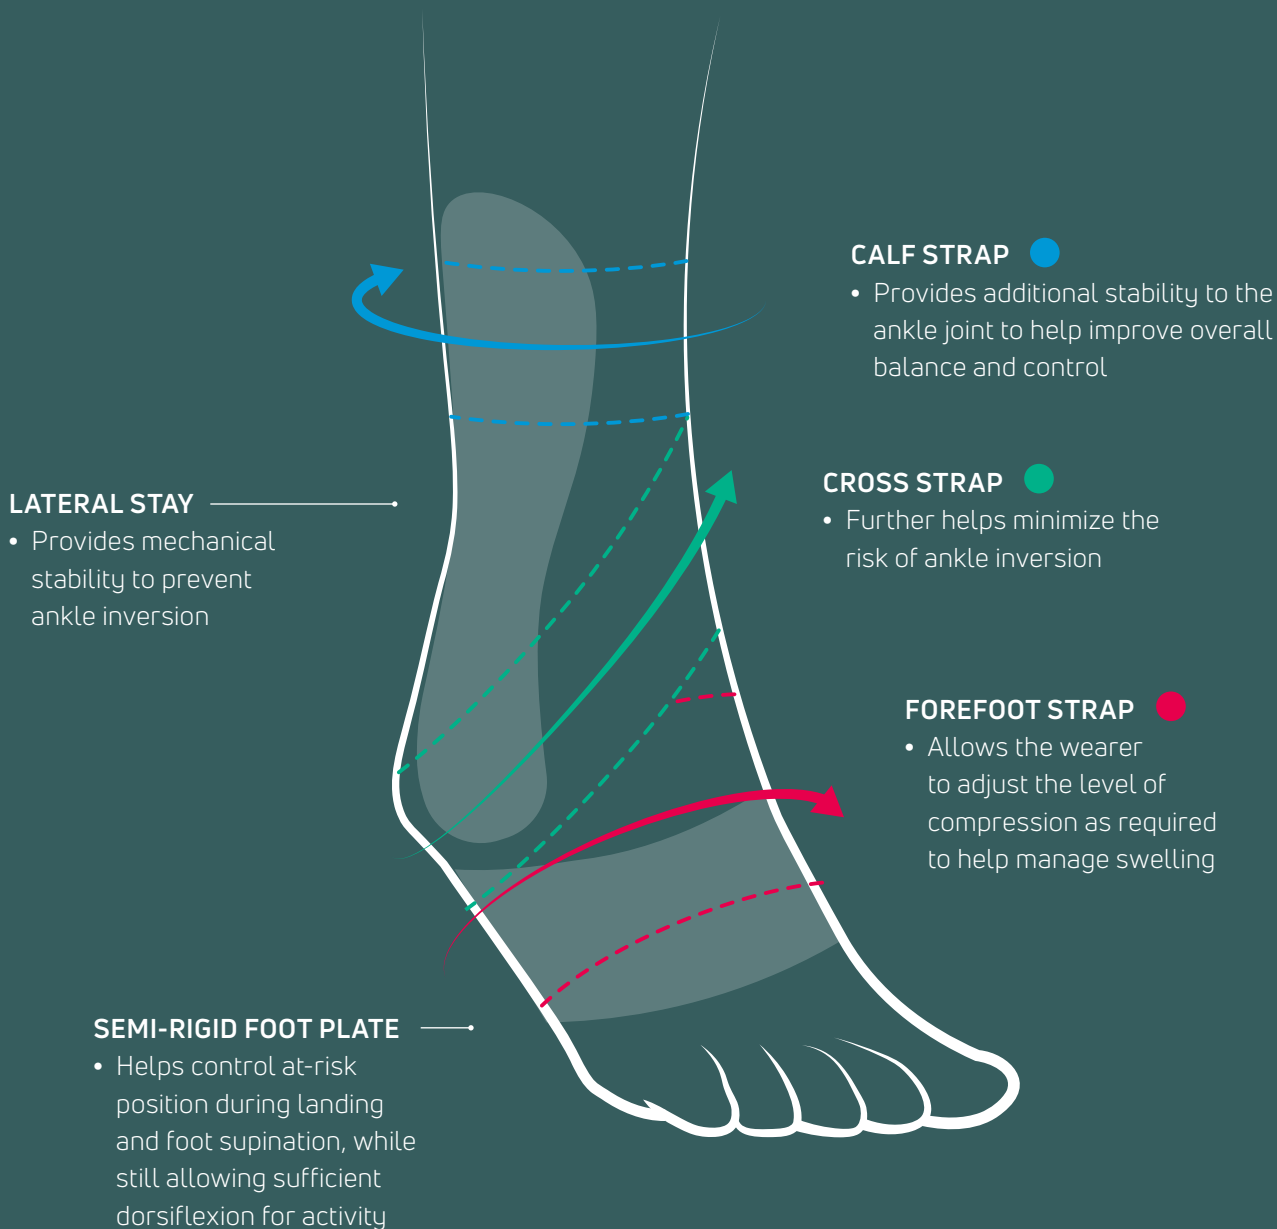 CALF STRAP
• Provides additional stability to the
ankle joint to help improve overall
balance and control
LATERAL STAY
• Provides mechanical
stability to prevent
ankle inversion
CROSS STRAP
• Further helps minimize the
risk of ankle inversion
FOREFOOT STRAP
• Allows the wearer
to adjust the level of
compression as required
to help manage swelling
SEMI-RIGID FOOT PLATE
• Helps control at-risk
position during landing
and foot supination, while
still allowing sufficient
dorsiflexion for activity